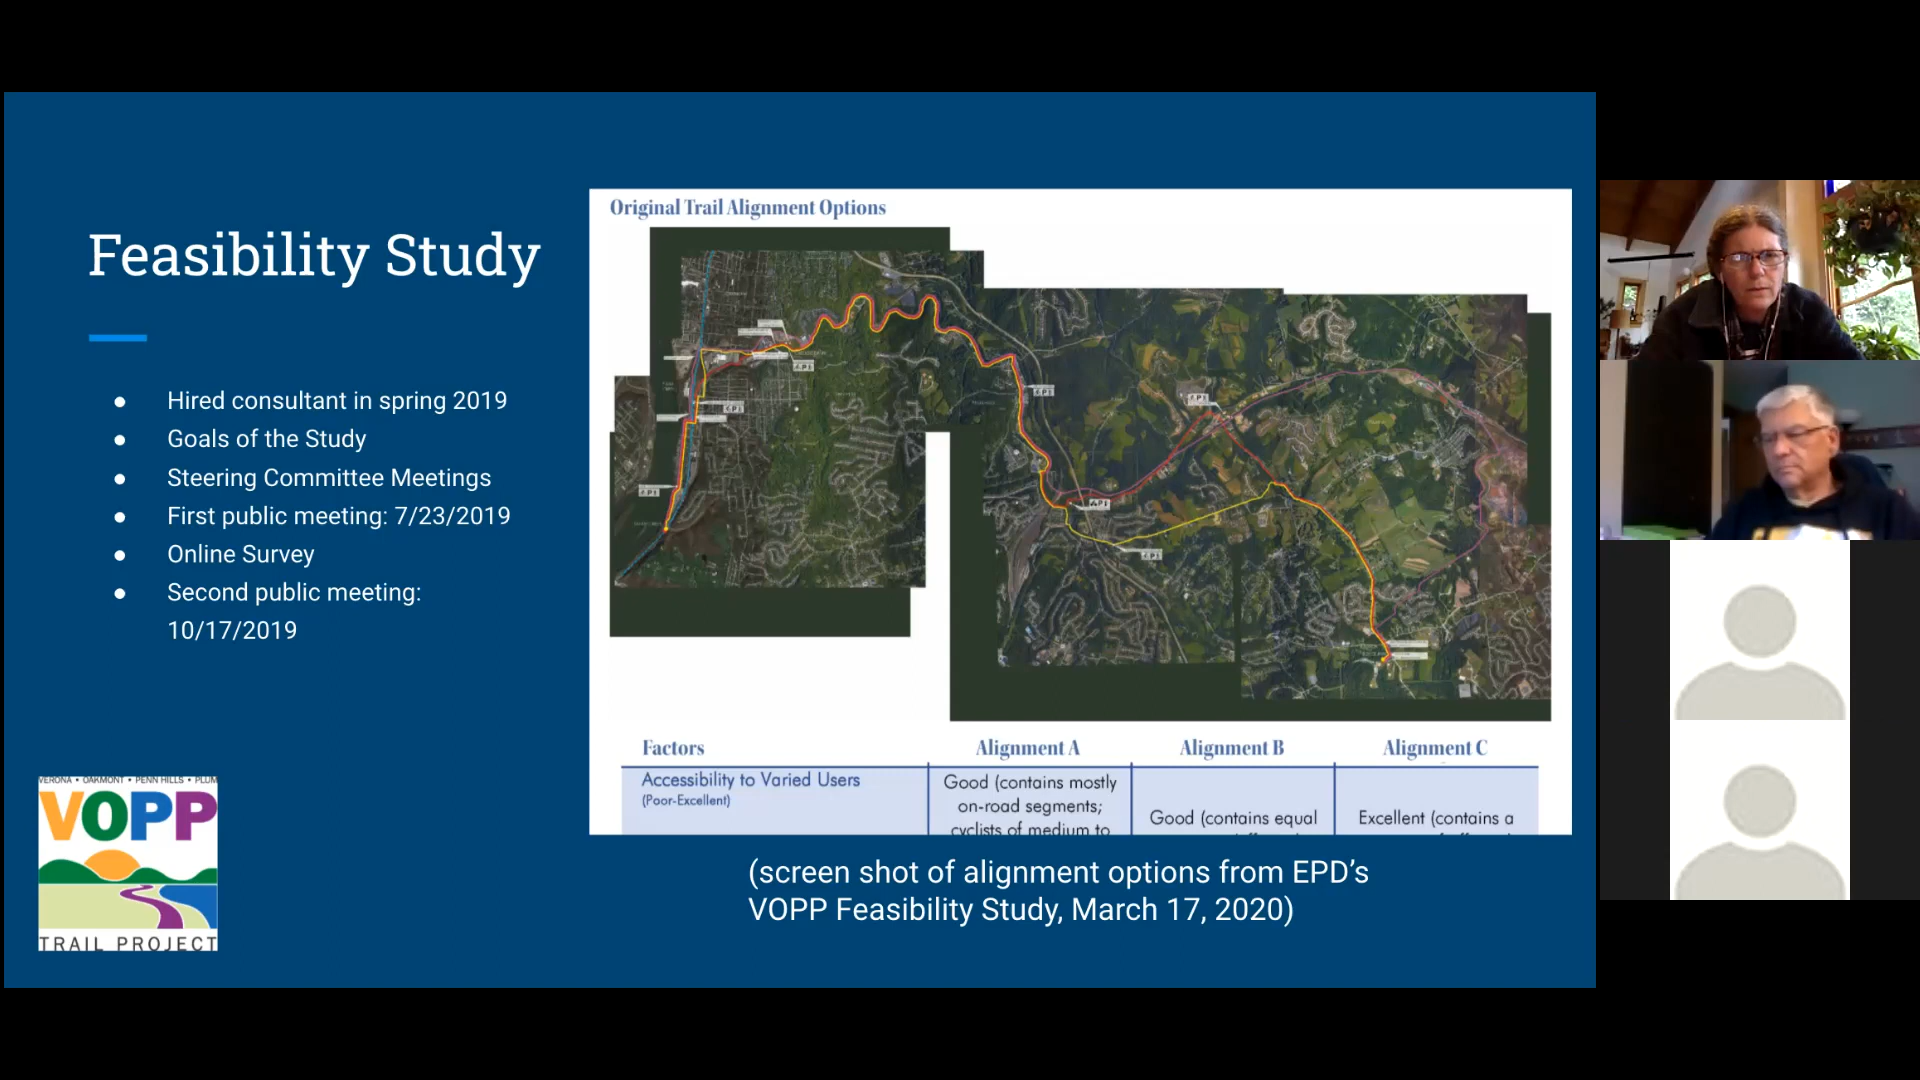 Feasibility Study
● Hired consultant in spring 2019
● Goals of the Study
● Steering Committee Meetings
● First public meeting: 7/23/2019
● Online Survey
● Second public meeting:
10/17/2019
VERONA • OAKMONT • PENN HILLS • PLUM
VOPP
TRAIL PROJECT
Original Trail Alignment Options
Factors Alignment A Alignment B Alignment C
Accessibility to Varied Users
(Poor-Excellent)
Good (contains mostly
on-road segments;
cyclists of medium to
Good (contains equal
Excellent (contains a
(screen shot of alignment options from EPD’s
VOPP Feasibility Study, March 17, 2020)